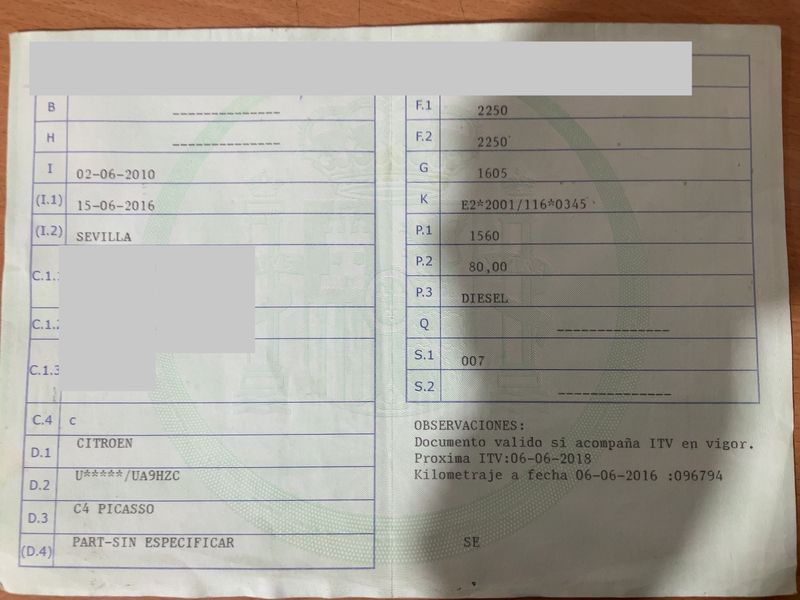 B --------------
H --------------
I 02-06-2010
(I.1) 15-06-2016
(I.2) SEVILLA
C.1.
C.1.
C.1.3
C.4 c
D.1 CITROEN
D.2 U*****/UA9HZC
D.3 C4 PICASSO
(D.4) PART-SIN ESPECIFICAR
F.1 2250
F.2 2250
G 1605
K E2*2001/116*0345
P.1 1560
P.2 80,00
P.3 DIESEL
Q --------------
S.1 007
S.2 --------------
OBSERVACIONES:
Documento valido si acompaña ITV en vigor.
Proxima ITV:06-06-2018
Kilometraje a fecha 06-06-2016 :096794
SE